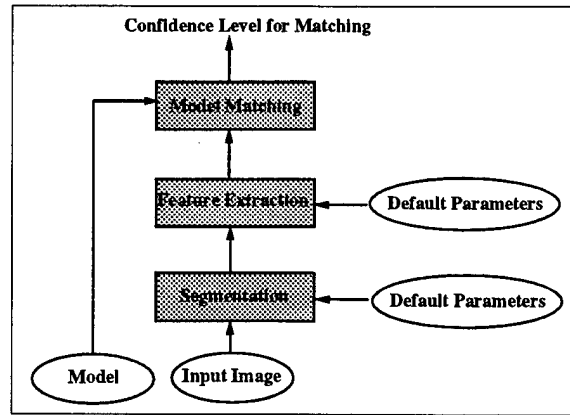 Confidence Level for Matching
Model Matching
Feature Extraction
Default Parameters
Segmentation
Default Parameters
Model
Input Image